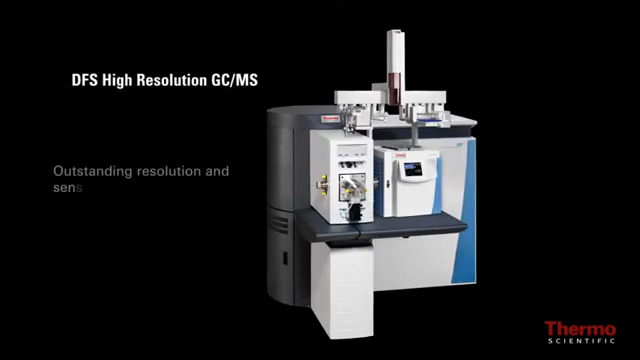 DFS High Resolution GC/MS
Outstanding resolution and
sens
Thermo
SCIENTIFIC